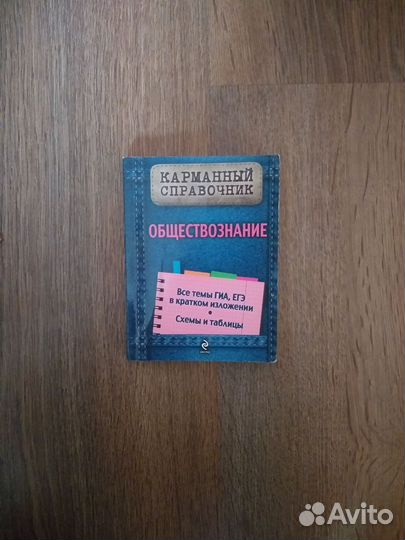 КАРМАННЫЙ
СПРАВОЧНИК
ОБЩЕСТВОЗНАНИЕ
Все темы ГИА, ЕГЭ
в кратком изложении
•
Схемы и таблицы
Avito